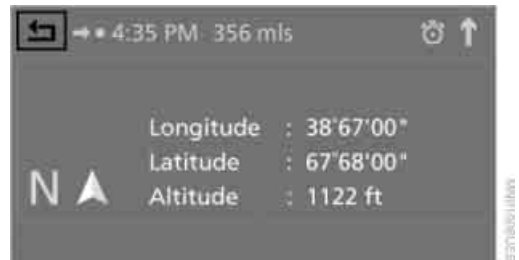 4:35 PM 356 mls
Longitude : 38°67'00"
Latitude : 67°68'00"
N Altitude : 1122 ft